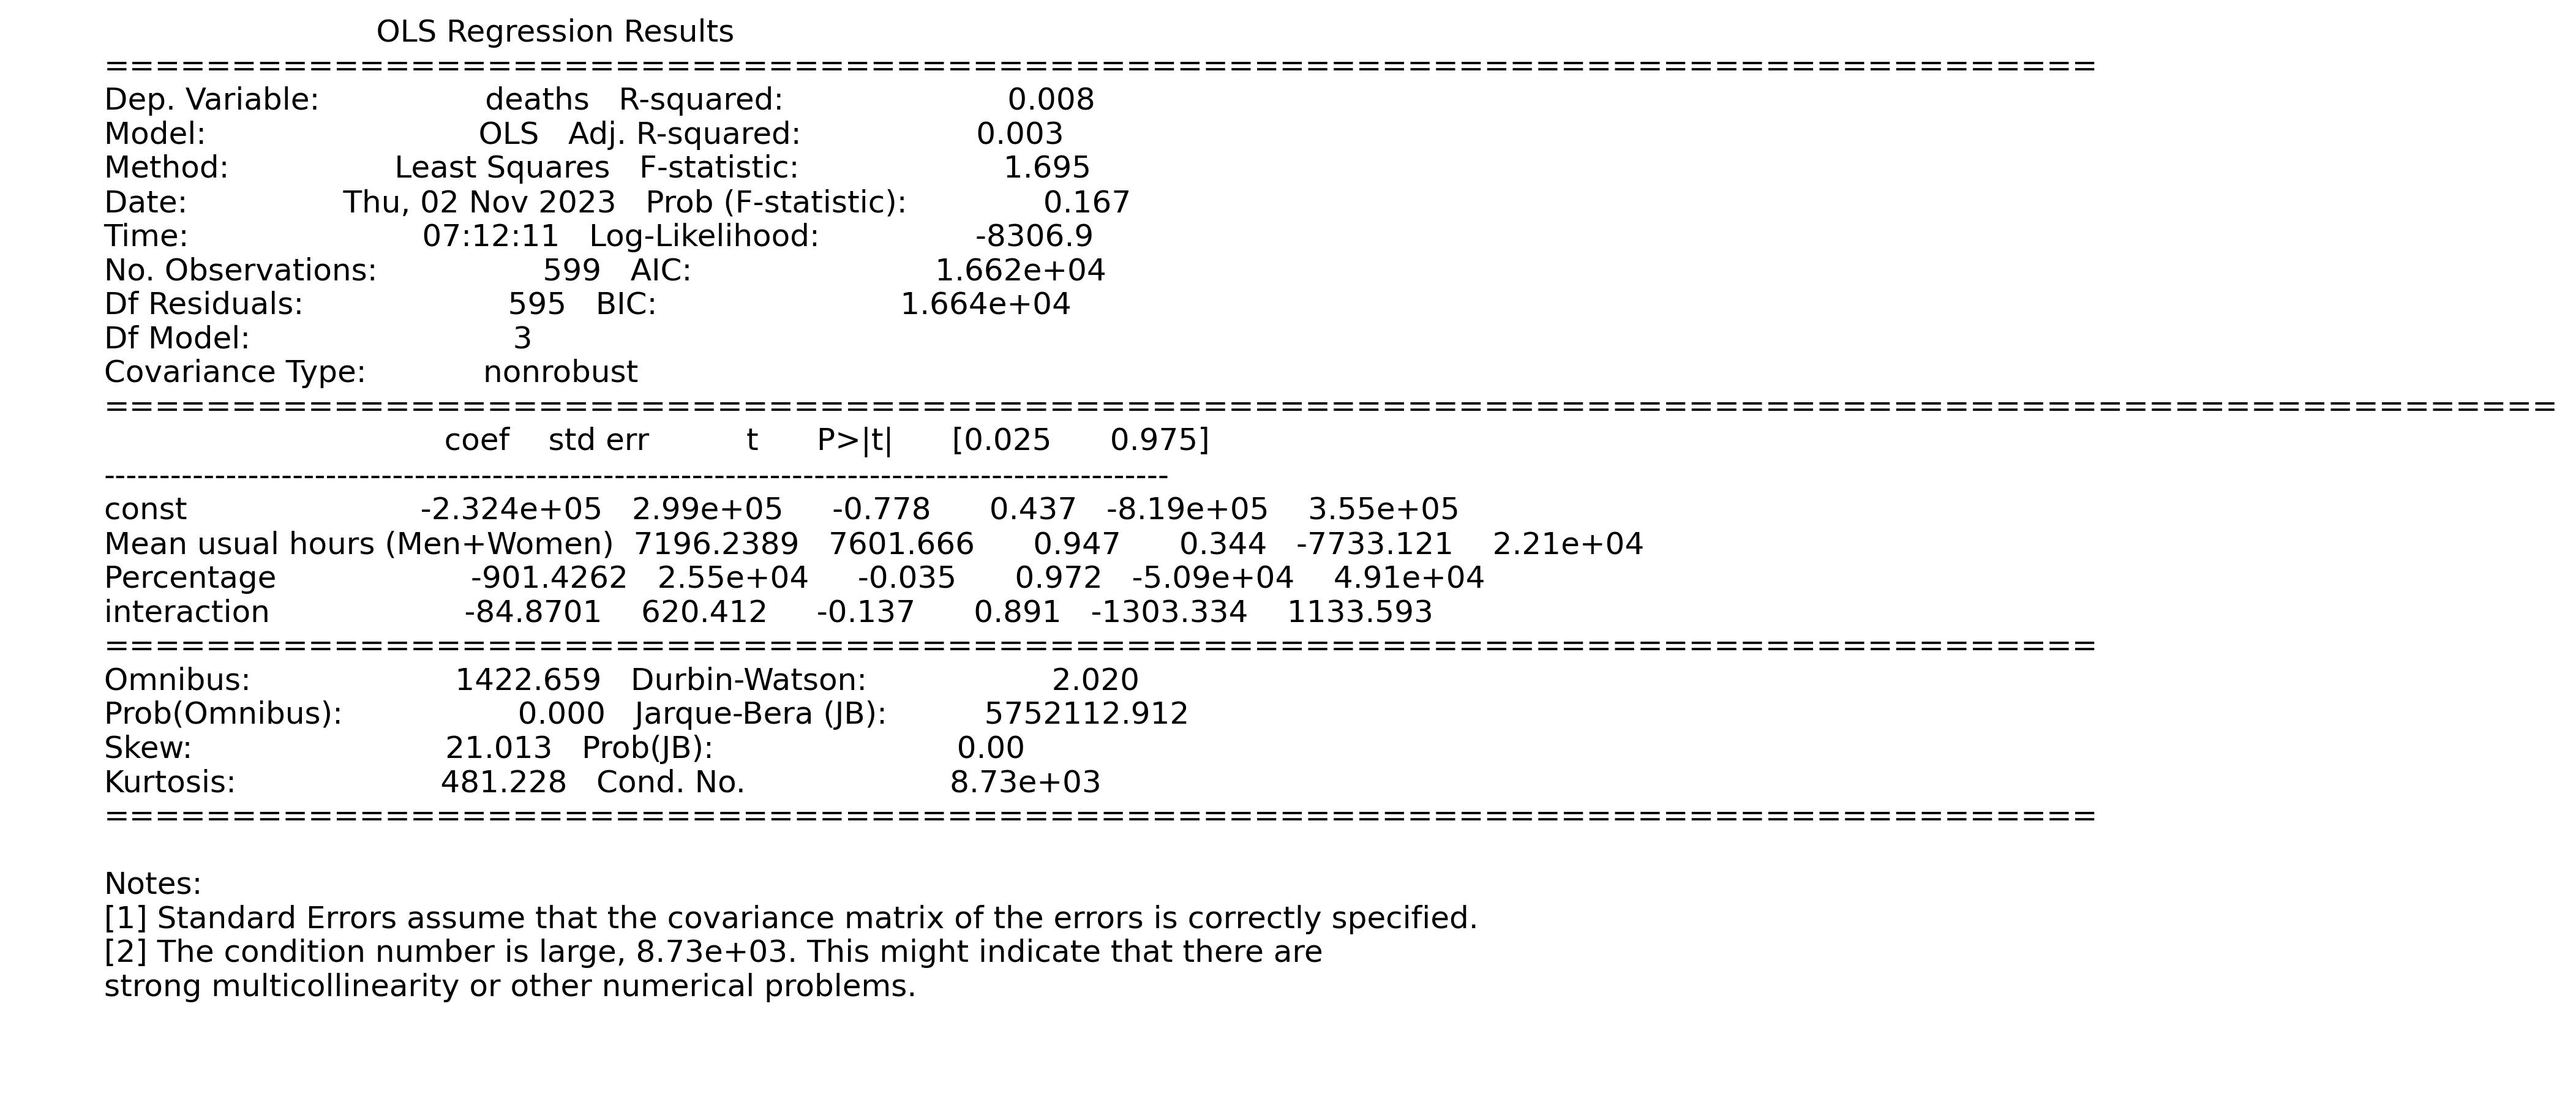 OLS Regression Results
==============================================================================
Dep. Variable: deaths R-squared: 0.008
Model: OLS Adj. R-squared: 0.003
Method: Least Squares F-statistic: 1.695
Date: Thu, 02 Nov 2023 Prob (F-statistic): 0.167
Time: 07:12:11 Log-Likelihood: -8306.9
No. Observations: 599 AIC: 1.662e+04
Df Residuals: 595 BIC: 1.664e+04
Df Model: 3
Covariance Type: nonrobust
================================================================================================
coef std err t P>|t| [0.025 0.975]
------------------------------------------------------------------------------------------------
const -2.324e+05 2.99e+05 -0.778 0.437 -8.19e+05 3.55e+05
Mean usual hours (Men+Women) 7196.2389 7601.666 0.947 0.344 -7733.121 2.21e+04
Percentage -901.4262 2.55e+04 -0.035 0.972 -5.09e+04 4.91e+04
interaction -84.8701 620.412 -0.137 0.891 -1303.334 1133.593
==============================================================================
Omnibus: 1422.659 Durbin-Watson: 2.020
Prob(Omnibus): 0.000 Jarque-Bera (JB): 5752112.912
Skew: 21.013 Prob(JB): 0.00
Kurtosis: 481.228 Cond. No. 8.73e+03
==============================================================================
Notes:
[1] Standard Errors assume that the covariance matrix of the errors is correctly specified.
[2] The condition number is large, 8.73e+03. This might indicate that there are
strong multicollinearity or other numerical problems.